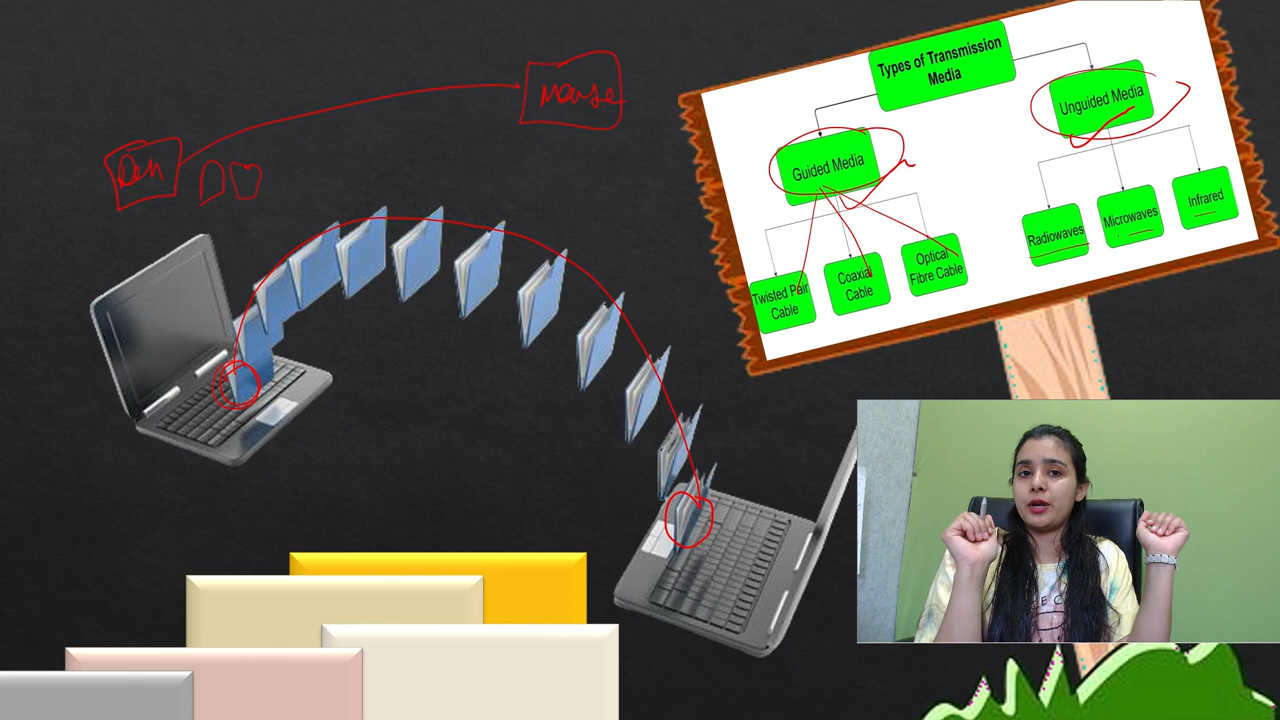 Types of Transmission
Media
Unguided Media
Guided Media
Radiowaves
Microwaves
Infrared
Twisted Pair
Cable
Coaxial
Cable
Optical
Fibre Cable